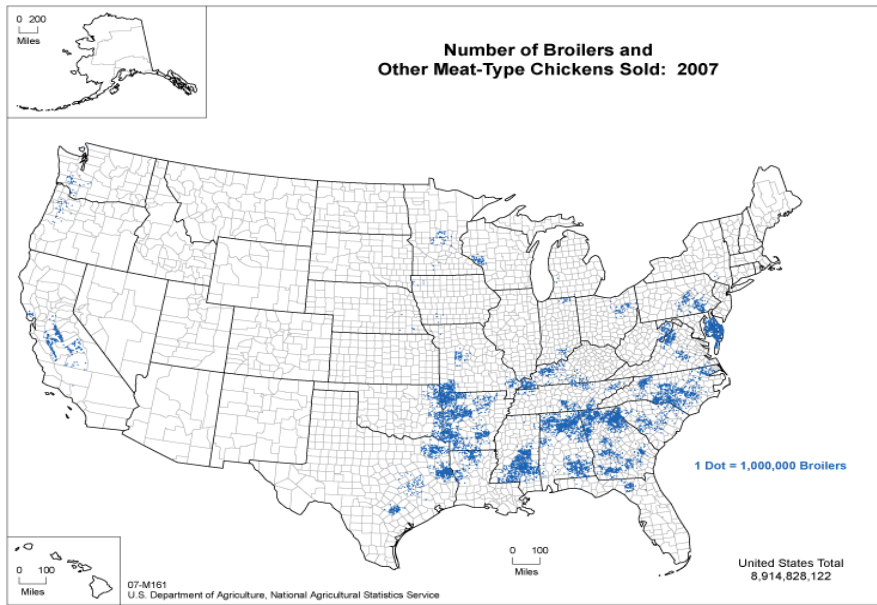 0 200
Miles
Number of Broilers and
Other Meat-Type Chickens Sold: 2007
1 Dot = 1,000,000 Broilers
0 100
Miles
0 100
Miles
United States Total
8,914,828,122
07-M161
U.S. Department of Agriculture, National Agricultural Statistics Service